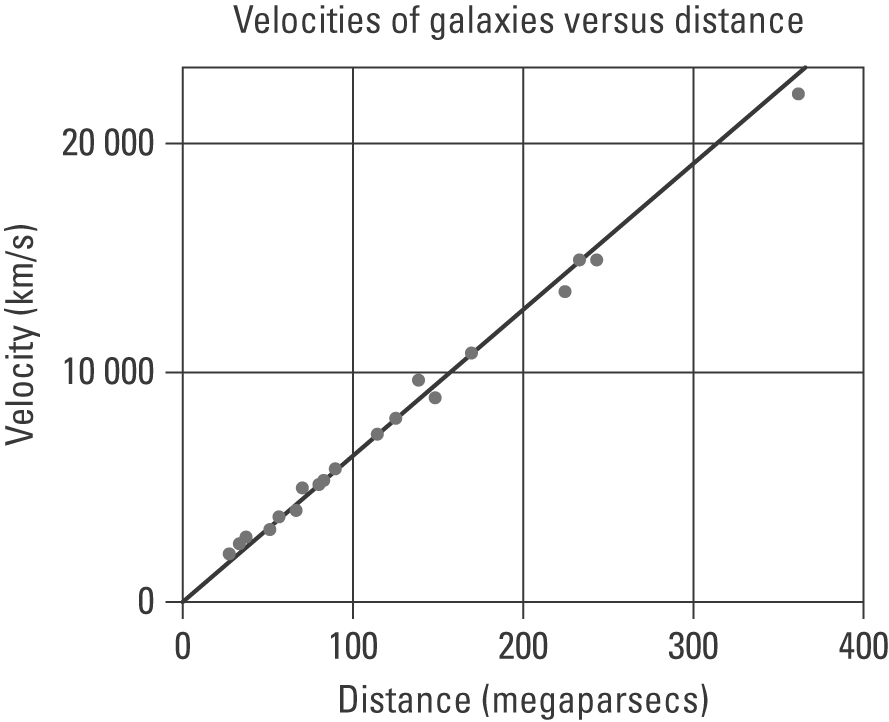 Velocities of galaxies versus distance
20 000
10 000
0
Velocity (km/s)
0 100 200 300 400
Distance (megaparsecs)